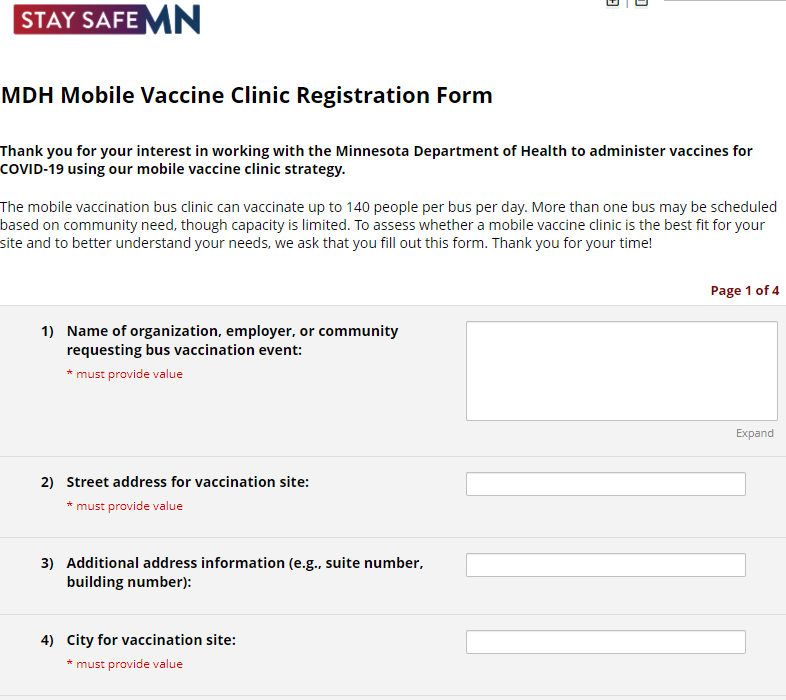 STAY SAFE MN
MDH Mobile Vaccine Clinic Registration Form
Thank you for your interest in working with the Minnesota Department of Health to administer vaccines for
COVID-19 using our mobile vaccine clinic strategy.
The mobile vaccination bus clinic can vaccinate up to 140 people per bus per day. More than one bus may be scheduled
based on community need, though capacity is limited. To assess whether a mobile vaccine clinic is the best fit for your
site and to better understand your needs, we ask that you fill out this form. Thank you for your time!
Page 1 of 4
1) Name of organization, employer, or community
requesting bus vaccination event:
* must provide value
Expand
2) Street address for vaccination site:
* must provide value
3) Additional address information (e.g., suite number,
building number):
4) City for vaccination site:
* must provide value